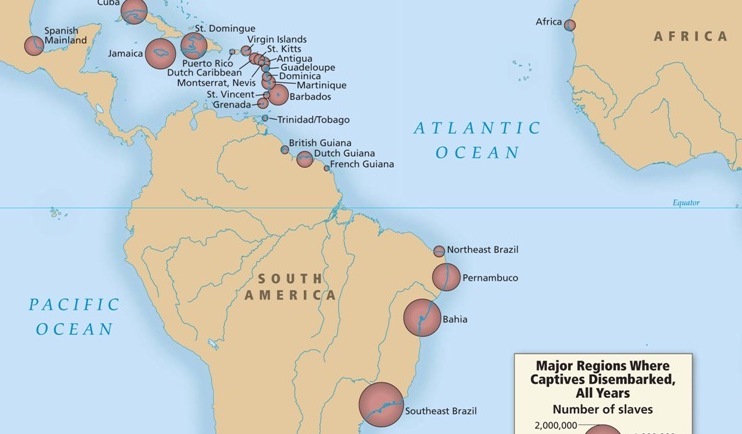 Cuba
Spanish
Mainland
Jamaica
St. Domingue
Puerto Rico
Virgin Islands
St. Kitts
Antigua
Guadeloupe
Dutch Caribbean
Dominica
Montserrat, Nevis
Martinique
St. Vincent
Barbados
Grenada
Trinidad/Tobago
British Guiana
Dutch Guiana
French Guiana
Africa
AFRICA
ATLANTIC
OCEAN
Equator
Northeast Brazil
Pernambuco
SOUTH
AMERICA
Bahia
PACIFIC
OCEAN
Southeast Brazil
Major Regions Where
Captives Disembarked,
All Years
Number of slaves
2,000,000